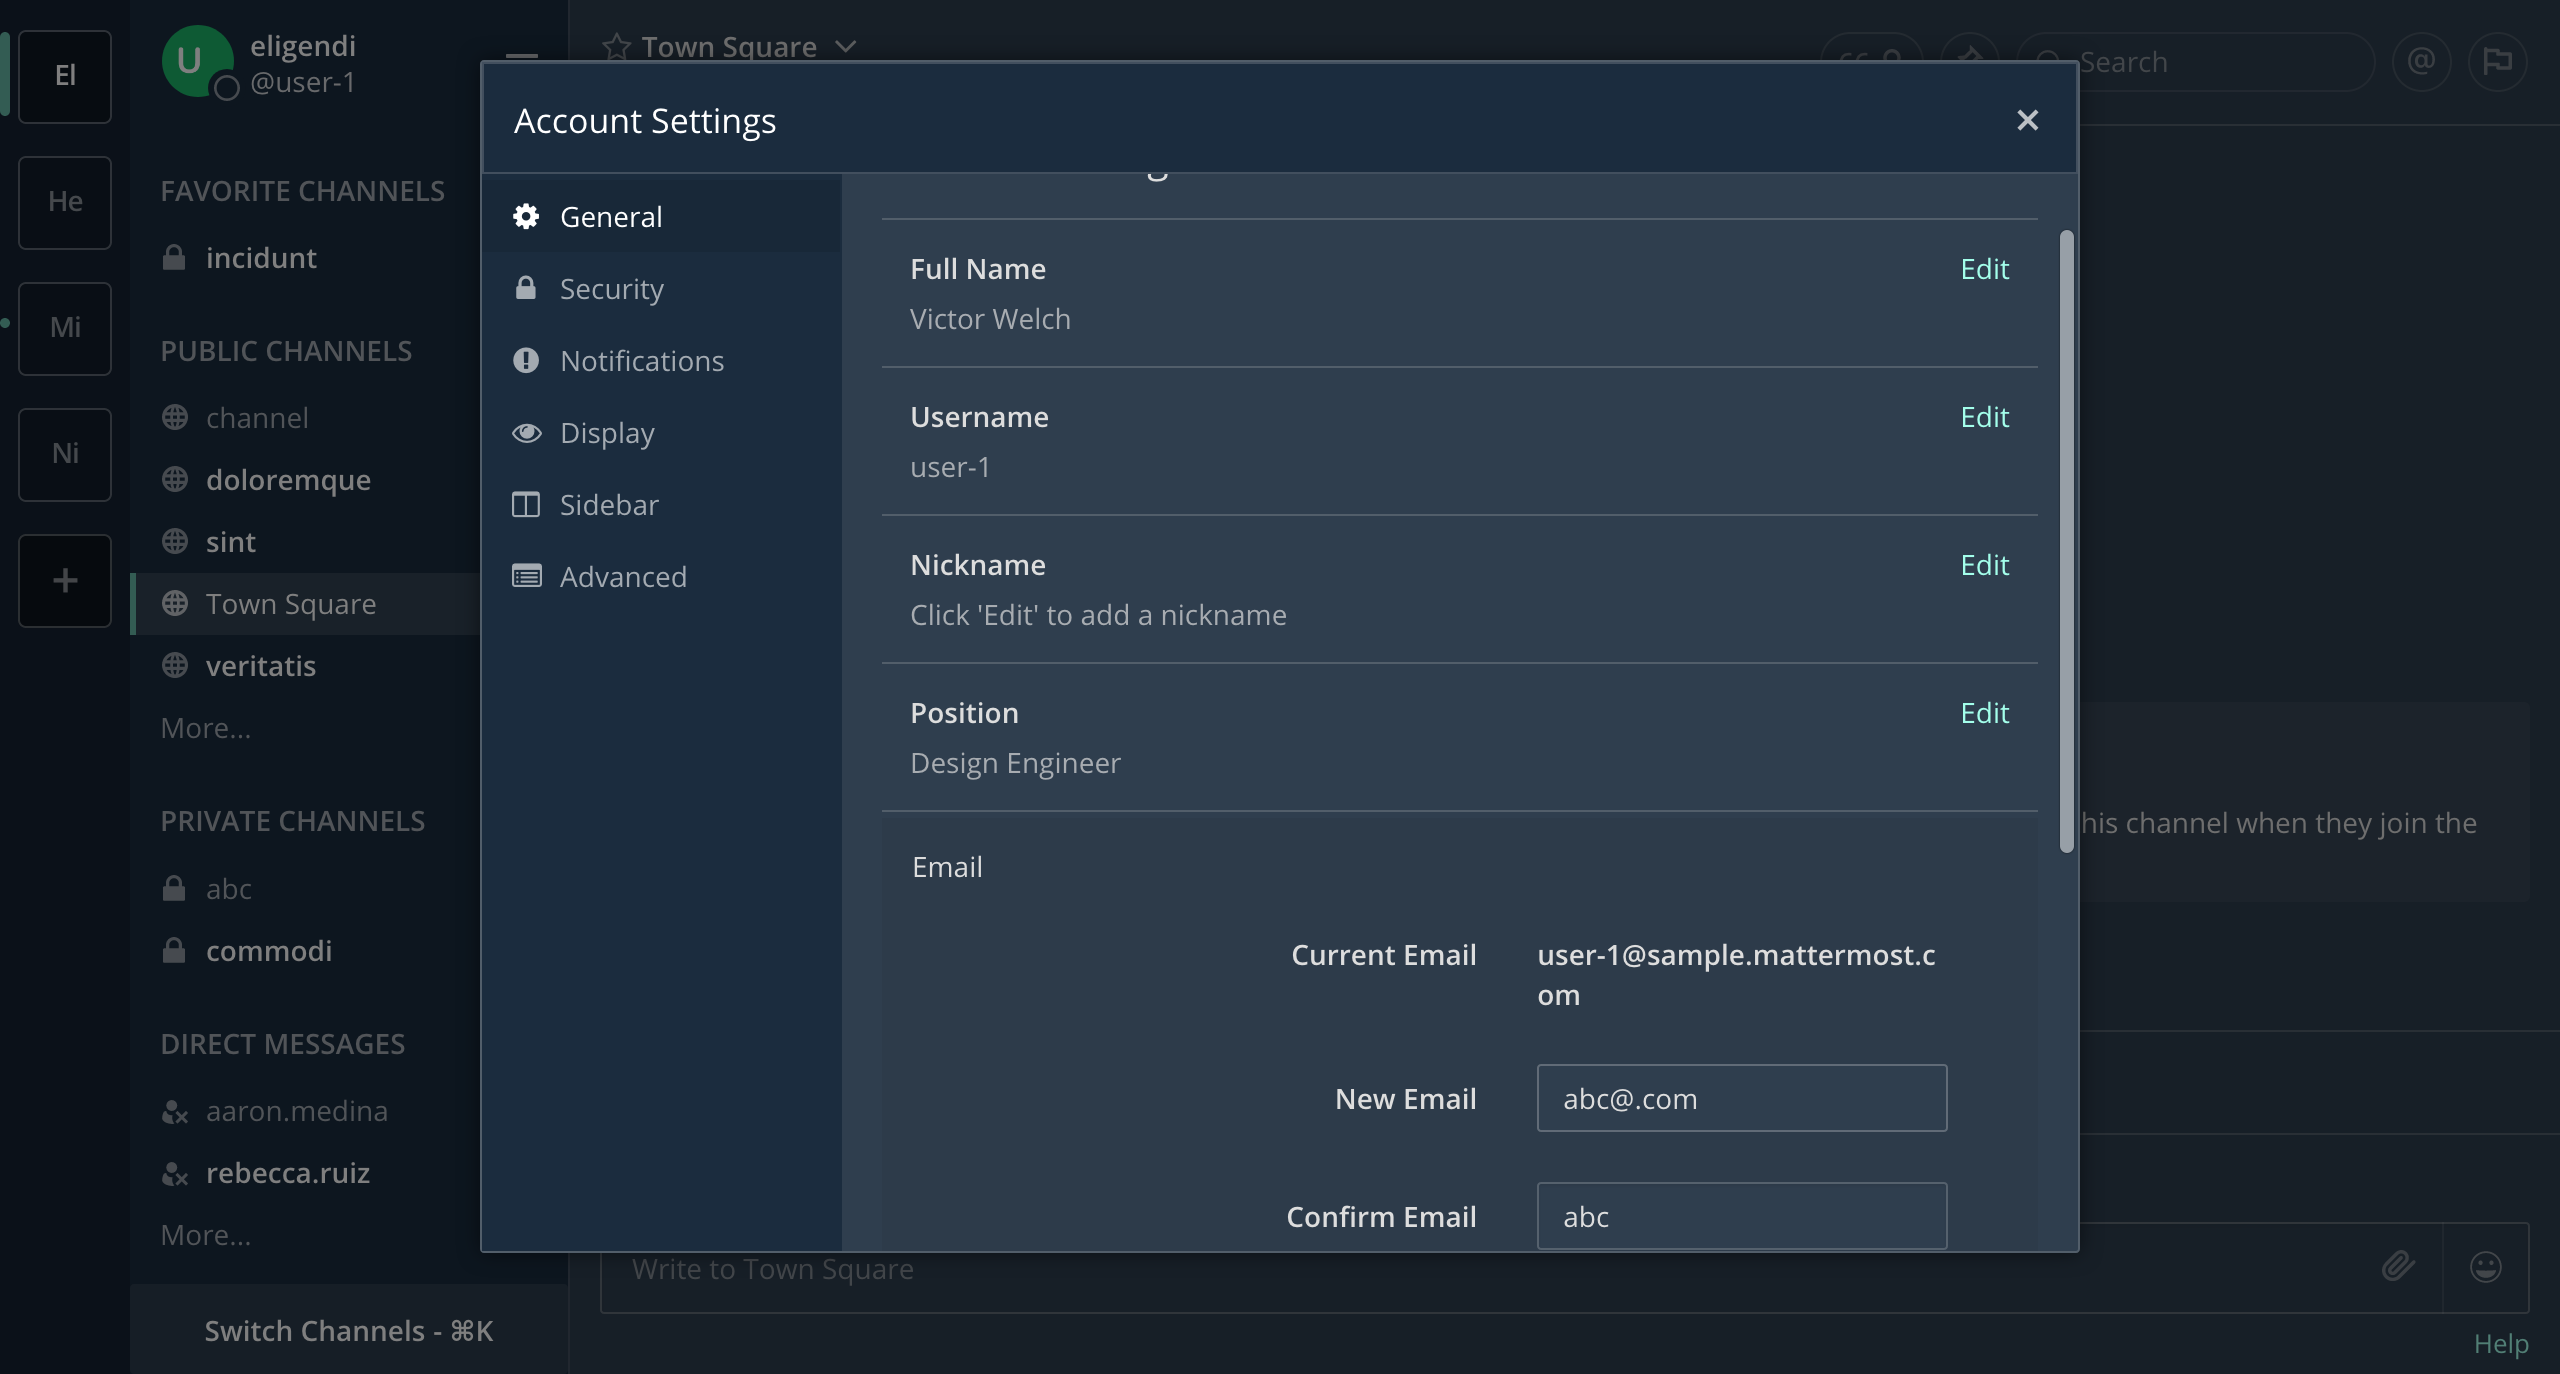 El
He
Mi
Ni
+
U
eligendi
@user-1
FAVORITE CHANNELS
incidunt
PUBLIC CHANNELS
channel
doloremque
sint
Town Square
veritatis
More...
PRIVATE CHANNELS
abc
commodi
DIRECT MESSAGES
aaron.medina
rebecca.ruiz
More...
Switch Channels - ⌘K
Town Square
Search
@
Account Settings
General
Security
Notifications
Display
Sidebar
Advanced
Full Name
Edit
Victor Welch
Username
Edit
user-1
Nickname
Edit
Click 'Edit' to add a nickname
Position
Edit
Design Engineer
Email
Current Email
user-1@sample.mattermost.c
om
New Email
abc@.com
Confirm Email
abc
his channel when they join the
Write to Town Square
Help